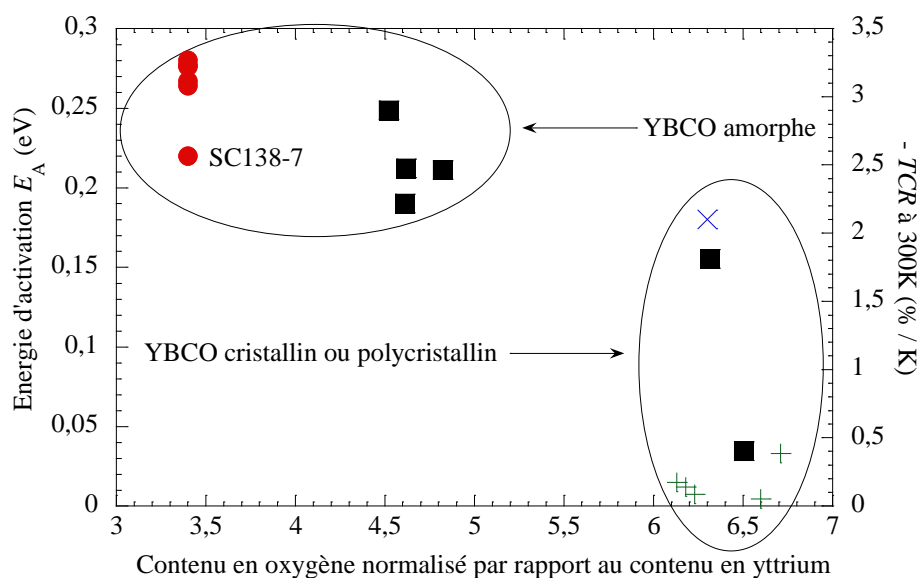 0,3
0,25
0,2
0,15
0,1
0,05
0
Energie d'activation E_A (eV)
3,5
3
2,5
2
1,5
1
0,5
0
- TCR à 300K (% / K)
SC138-7
YBCO amorphe
YBCO cristallin ou polycristallin
3 3,5 4 4,5 5 5,5 6 6,5 7
Contenu en oxygène normalisé par rapport au contenu en yttrium